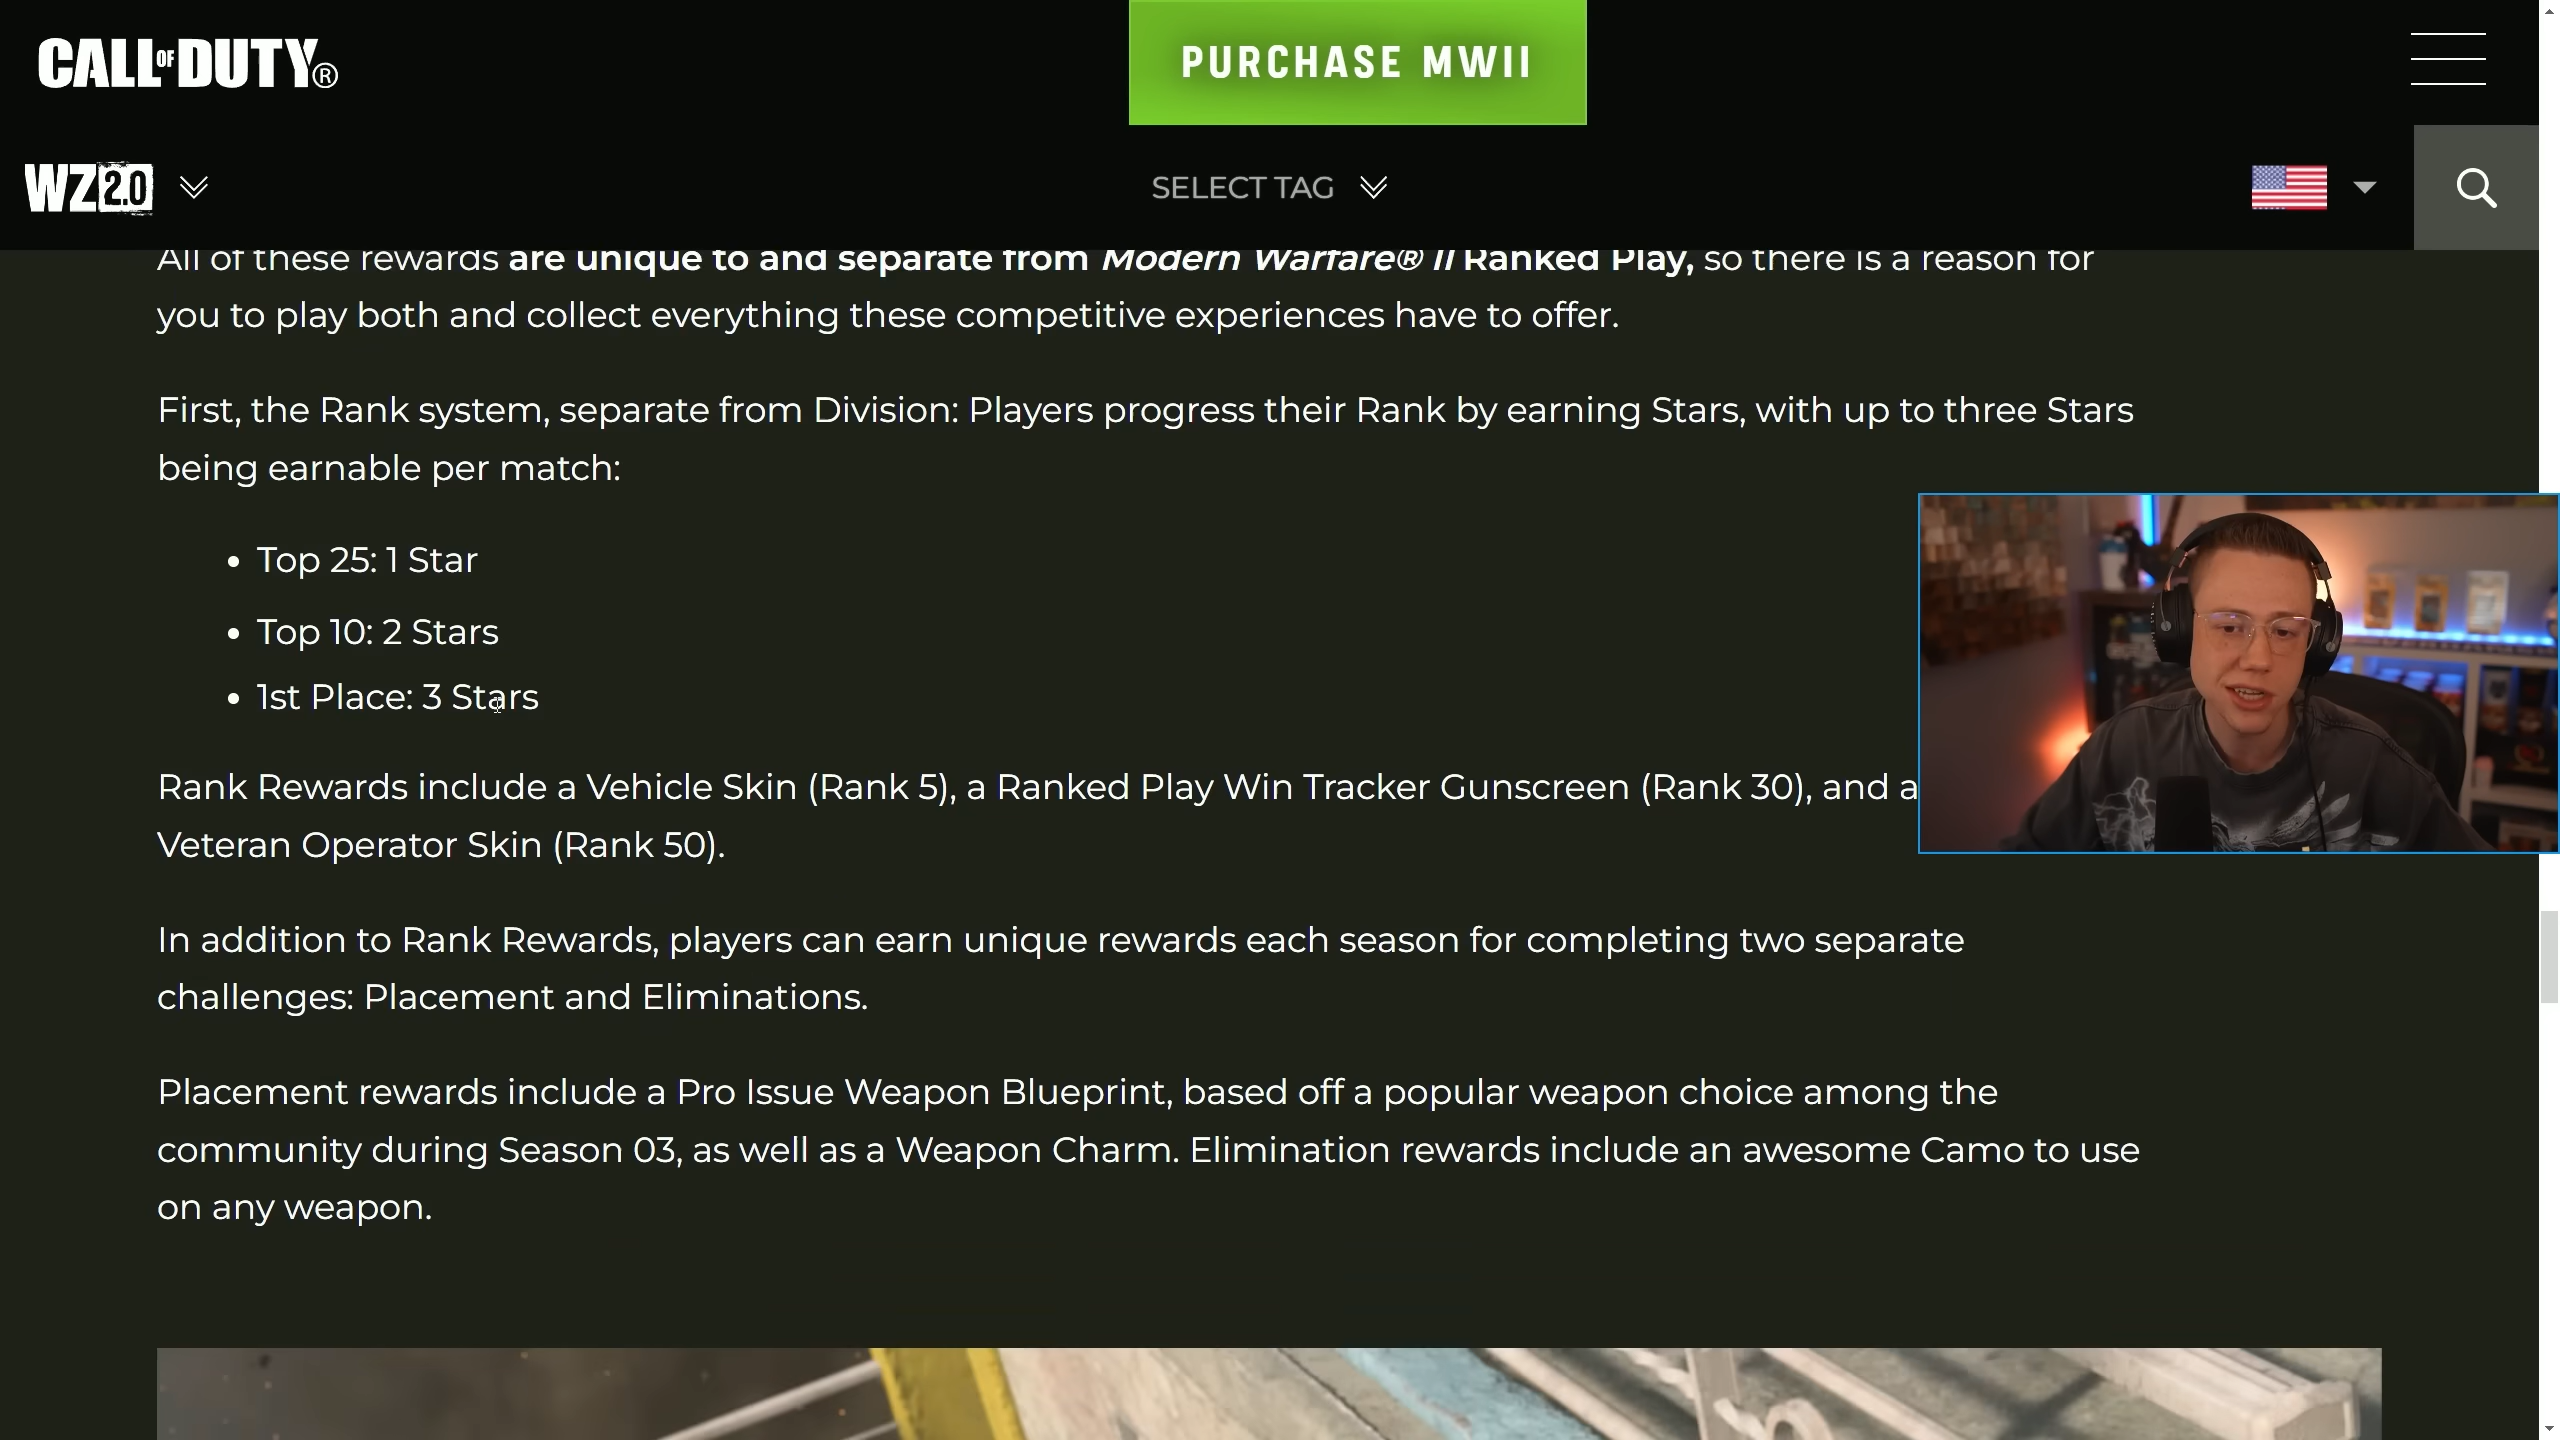 CALL OF DUTY®
PURCHASE MWII
WZ 2.0
SELECT TAG
All of these rewards are unique to and separate from Modern Warfare® II Ranked Play, so there is a reason for
you to play both and collect everything these competitive experiences have to offer.
First, the Rank system, separate from Division: Players progress their Rank by earning Stars, with up to three Stars
being earnable per match:
• Top 25: 1 Star
• Top 10: 2 Stars
• 1st Place: 3 Stars
Rank Rewards include a Vehicle Skin (Rank 5), a Ranked Play Win Tracker Gunscreen (Rank 30), and a
Veteran Operator Skin (Rank 50).
In addition to Rank Rewards, players can earn unique rewards each season for completing two separate
challenges: Placement and Eliminations.
Placement rewards include a Pro Issue Weapon Blueprint, based off a popular weapon choice among the
community during Season 03, as well as a Weapon Charm. Elimination rewards include an awesome Camo to use
on any weapon.